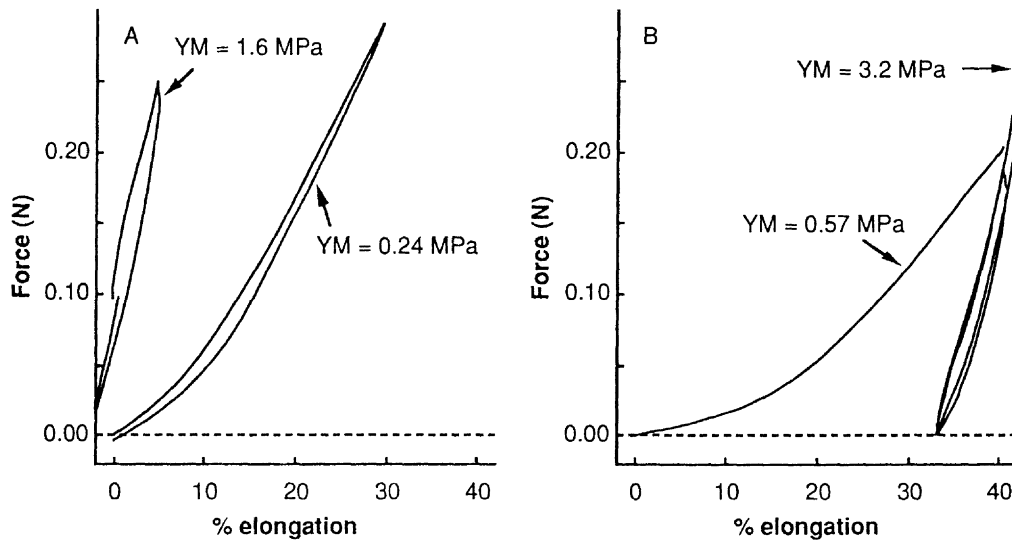 A
YM = 1.6 MPa
0.20
Force (N)
YM = 0.24 MPa
0.10
0.00
0 10 20 30 40
% elongation
B
YM = 3.2 MPa
0.20
Force (N)
YM = 0.57 MPa
0.10
0.00
0 10 20 30 40
% elongation